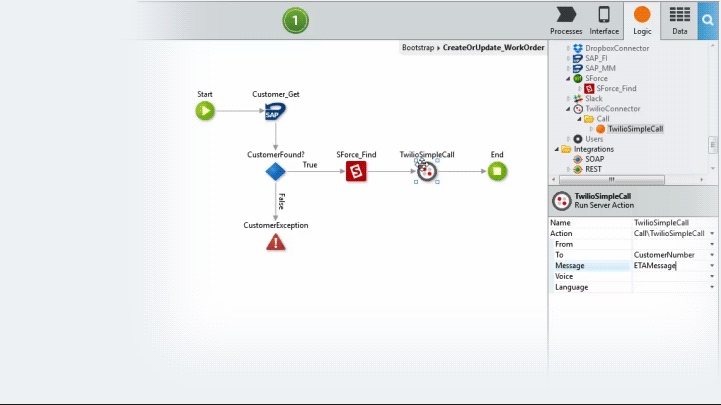 1
Processes
Interface
Logic
Data
Bootstrap ▸ CreateOrUpdate_WorkOrder
Start
Customer_Get
SAP
CustomerFound?
True
SForce_Find
TwilioSimpleCall
End
False
CustomerException
DropboxConnector
SAP_FI
SAP_MM
SForce
SForce_Find
Slack
TwilioConnector
Call
TwilioSimpleCall
Users
Integrations
SOAP
REST
TwilioSimpleCall
Run Server Action
Name TwilioSimpleCall
Action Call\TwilioSimpleCall
From
To CustomerNumber
Message ETAMessage
Voice
Language